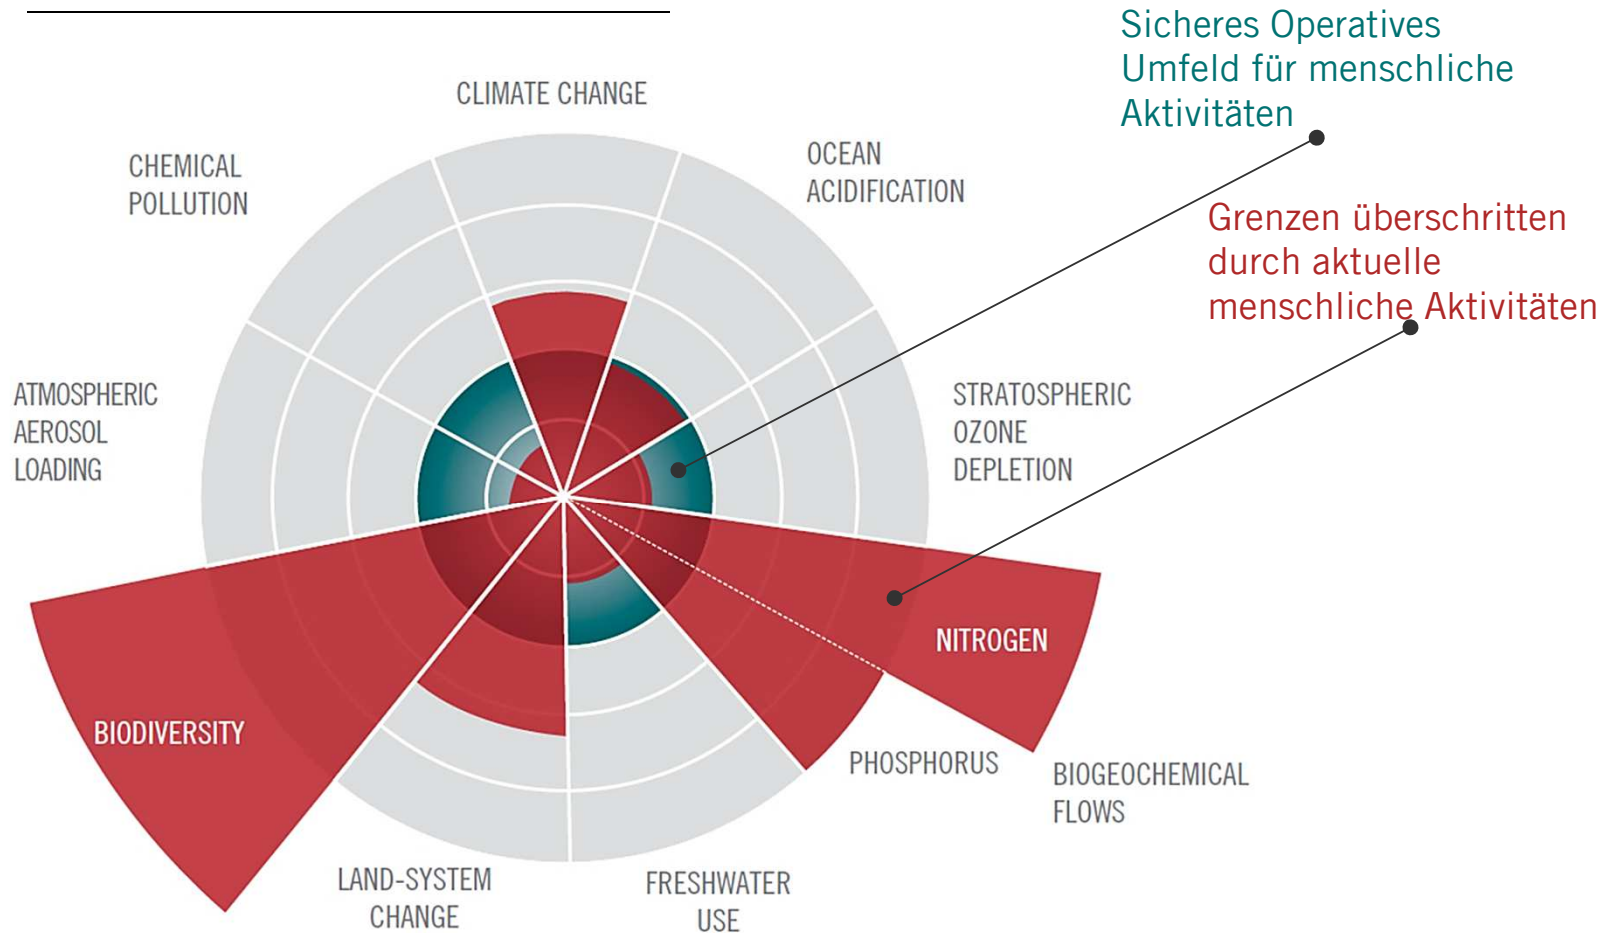 Sicheres Operatives
Umfeld für menschliche
Aktivitäten
Grenzen überschritten
durch aktuelle
menschliche Aktivitäten
CLIMATE CHANGE
OCEAN
ACIDIFICATION
STRATOSPHERIC
OZONE
DEPLETION
NITROGEN
PHOSPHORUS
BIOGEOCHEMICAL
FLOWS
FRESHWATER
USE
LAND-SYSTEM
CHANGE
BIODIVERSITY
ATMOSPHERIC
AEROSOL
LOADING
CHEMICAL
POLLUTION